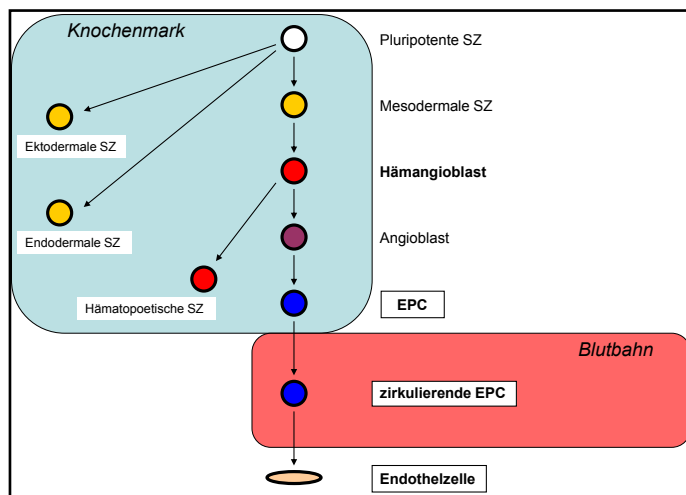 Knochenmark
Pluripotente SZ
Mesodermale SZ
Ektodermale SZ
Hämangioblast
Endodermale SZ
Angioblast
Hämatopoetische SZ
EPC
Blutbahn
zirkulierende EPC
Endothelzelle